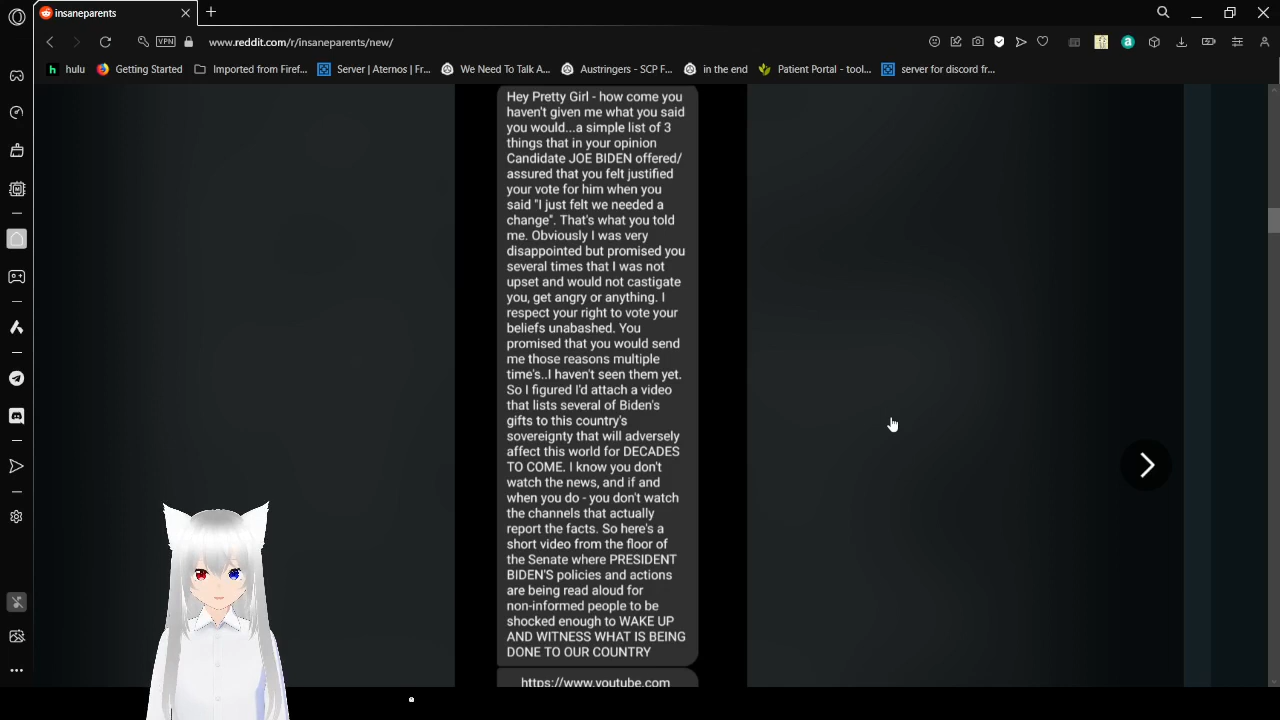 insaneparents
VPN
www.reddit.com/r/insaneparents/new/
hulu
Getting Started
Imported from Firef...
Server | Aternos | Fr...
We Need To Talk A...
Austringers - SCP F...
in the end
Patient Portal - tool...
server for discord fr...
Hey Pretty Girl - how come you
haven't given me what you said
you would...a simple list of 3
things that in your opinion
Candidate JOE BIDEN offered/
assured that you felt justified
your vote for him when you
said "I just felt we needed a
change". That's what you told
me. Obviously I was very
disappointed but promised you
several times that I was not
upset and would not castigate
you, get angry or anything. I
respect your right to vote your
beliefs unabashed. You
promised that you would send
me those reasons multiple
time's..I haven't seen them yet.
So I figured I'd attach a video
that lists several of Biden's
gifts to this country's
sovereignty that will adversely
affect this world for DECADES
TO COME. I know you don't
watch the news, and if and
when you do - you don't watch
the channels that actually
report the facts. So here's a
short video from the floor of
the Senate where PRESIDENT
BIDEN'S policies and actions
are being read aloud for
non-informed people to be
shocked enough to WAKE UP
AND WITNESS WHAT IS BEING
DONE TO OUR COUNTRY
https://www.youtube.com